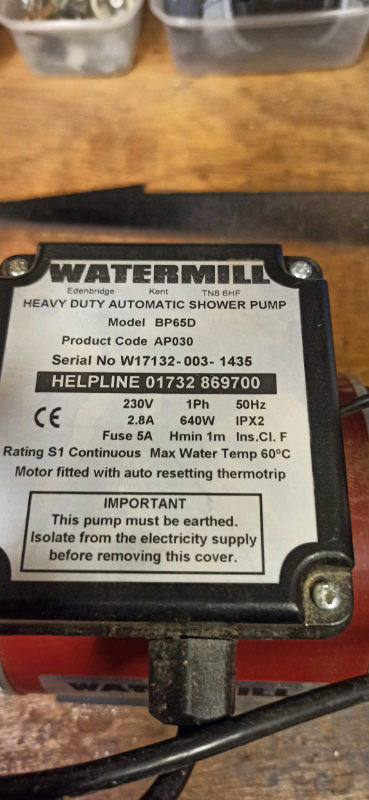 WATERMILL
Edenbridge Kent TN8 6HF
HEAVY DUTY AUTOMATIC SHOWER PUMP
Model BP65D
Product Code AP030
Serial No W17132-003-1435
HELPLINE 01732 869700
230V 1Ph 50Hz
CE 2.8A 640W IPX2
Fuse 5A Hmin 1m Ins.Cl. F
Rating S1 Continuous Max Water Temp 60ºC
Motor fitted with auto resetting thermotrip
IMPORTANT
This pump must be earthed.
Isolate from the electricity supply
before removing this cover.
WATERMILL